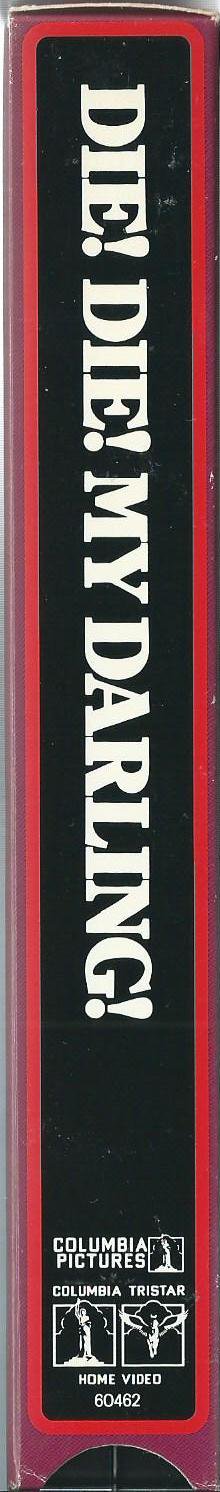 DIE! DIE! MY DARLING!
COLUMBIA
PICTURES
COLUMBIA TRISTAR
HOME VIDEO
60462